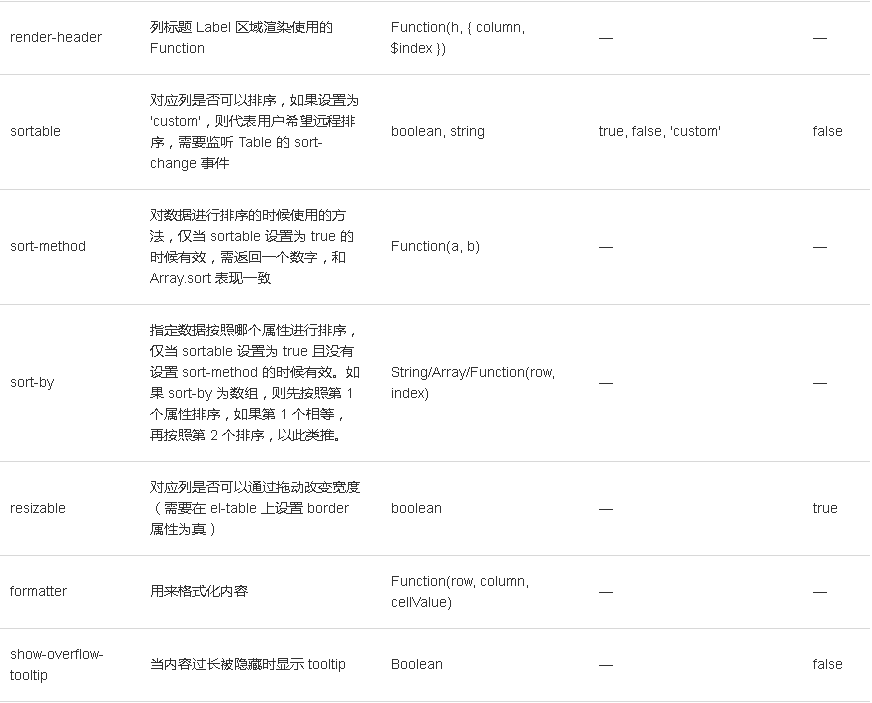 render-header
列标题 Label 区域渲染使用的
Function
Function(h, { column,
$index })
—
—
sortable
对应列是否可以排序，如果设置为
'custom'，则代表用户希望远程排
序，需要监听 Table 的 sort-
change 事件
boolean, string
true, false, 'custom'
false
sort-method
对数据进行排序的时候使用的方
法，仅当 sortable 设置为 true 的
时候有效，需返回一个数字，和
Array.sort 表现一致
Function(a, b)
—
—
sort-by
指定数据按照哪个属性进行排序，
仅当 sortable 设置为 true 且没有
设置 sort-method 的时候有效。如
果 sort-by 为数组，则先按照第 1
个属性排序，如果第 1 个相等，
再按照第 2 个排序，以此类推。
String/Array/Function(row,
index)
—
—
resizable
对应列是否可以通过拖动改变宽度
（需要在 el-table 上设置 border
属性为真）
boolean
—
true
formatter
用来格式化内容
Function(row, column,
cellValue)
—
—
show-overflow-
tooltip
当内容过长被隐藏时显示 tooltip
Boolean
—
false